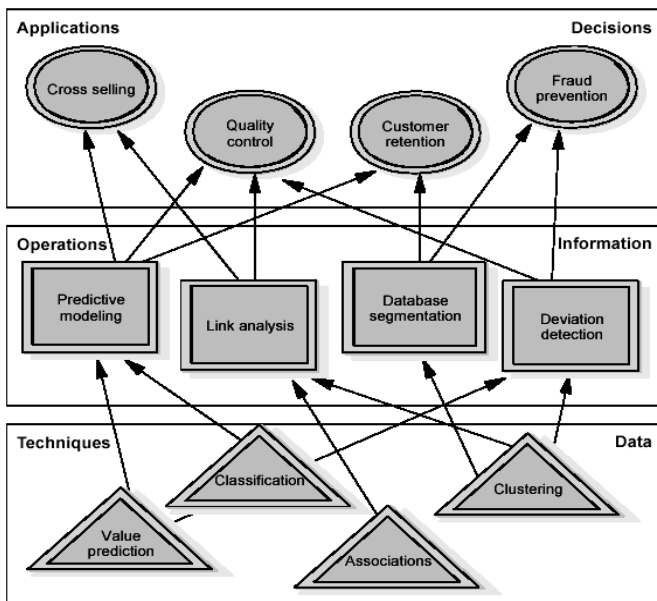 Applications
Decisions
Cross selling
Quality
control
Customer
retention
Fraud
prevention
Operations
Information
Predictive
modeling
Link analysis
Database
segmentation
Deviation
detection
Techniques
Data
Value
prediction
Classification
Associations
Clustering